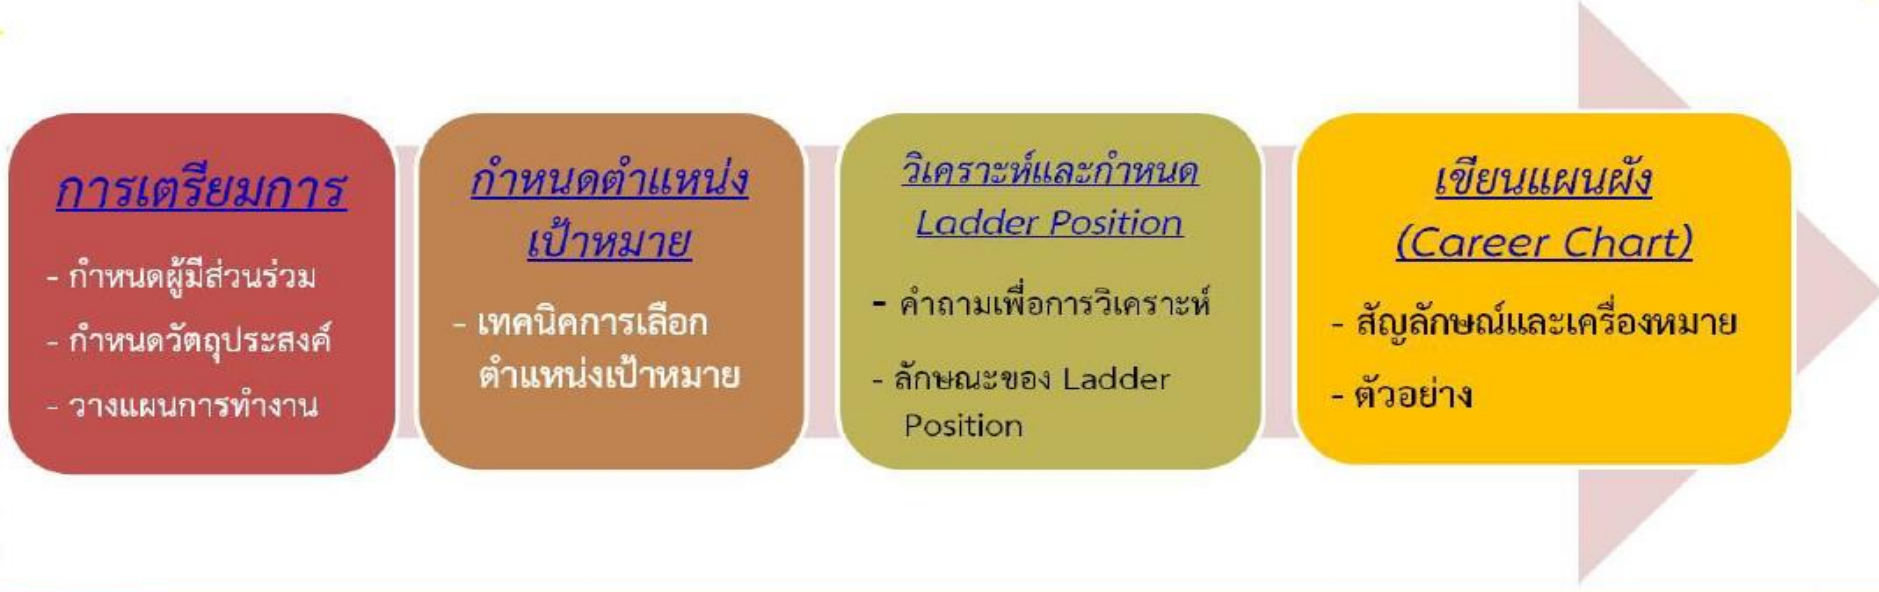 การเตรียมการ
- กำหนดผู้มีส่วนร่วม
- กำหนดวัตถุประสงค์
- วางแผนการทำงาน
กำหนดตำแหน่ง
เป้าหมาย
- เทคนิคการเลือก
ตำแหน่งเป้าหมาย
วิเคราะห์และกำหนด
Ladder Position
- คำถามเพื่อการวิเคราะห์
- ลักษณะของ Ladder
Position
เขียนแผนผัง
(Career Chart)
- สัญลักษณ์และเครื่องหมาย
- ตัวอย่าง